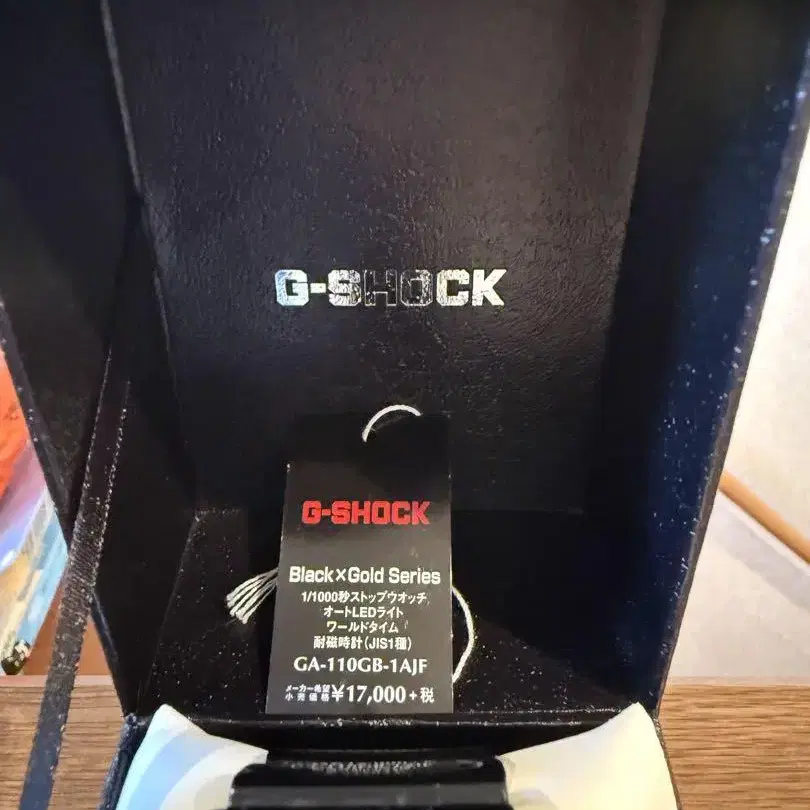 G-SHOCK
G-SHOCK
Black×Gold Series
1/1000秒ストップウオッチ
オートLEDライト
ワールドタイム
耐磁時計(JIS1種)
GA-110GB-1AJF
メーカー希望小売価格 ¥17,000+税